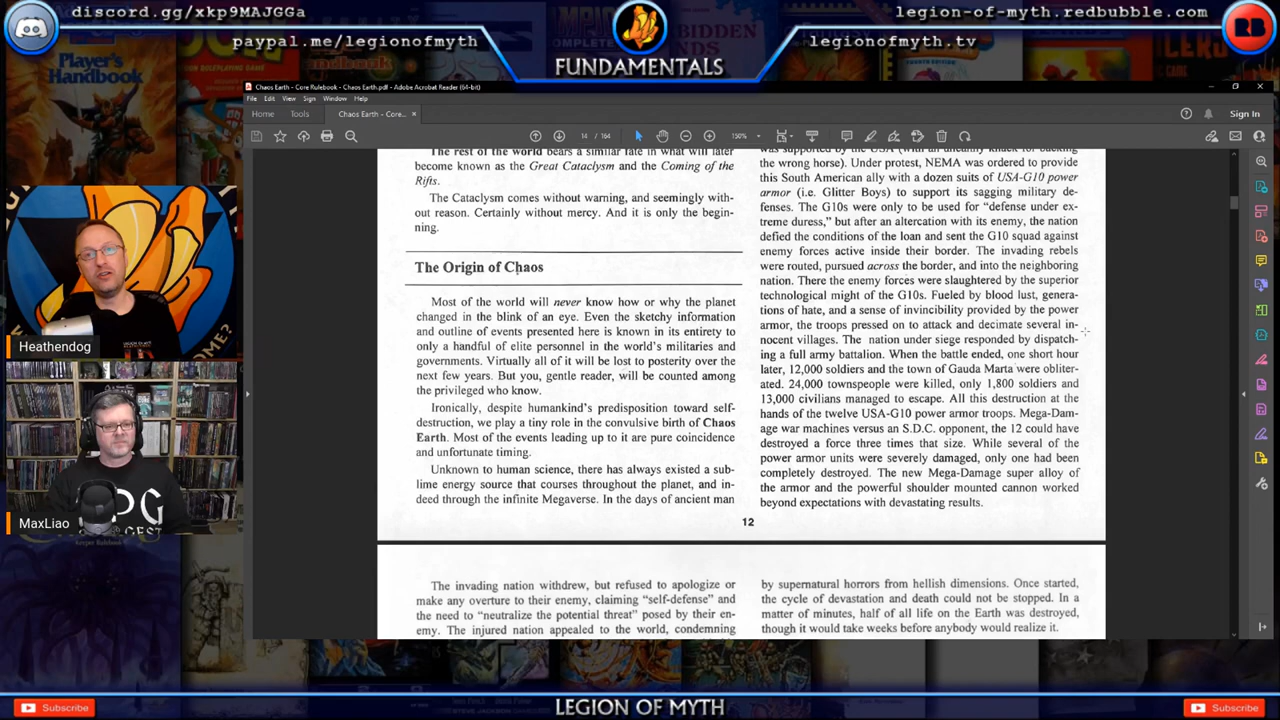 discord.gg/xkp9MAJGGa
paypal.me/legionofmyth
FUNDAMENTALS
legion-of-myth.redbubble.com
legionofmyth.tv
RB
Player's
Handbook
Chaos Earth - Core Rulebook - Chaos Earth.pdf - Adobe Acrobat Reader (64-bit)
File Edit View Sign Window Help
Home Tools Chaos Earth - Core... ×
Sign In
14 / 164
150%
The rest of the world bears a similar fate in what will later
become known as the Great Cataclysm and the Coming of the
Rifts.
The Cataclysm comes without warning, and seemingly with-
out reason. Certainly without mercy. And it is only the begin-
ning.
The Origin of Chaos
Most of the world will never know how or why the planet
changed in the blink of an eye. Even the sketchy information
and outline of events presented here is known in its entirety to
only a handful of elite personnel in the world's militaries and
governments. Virtually all of it will be lost to posterity over the
next few years. But you, gentle reader, will be counted among
the privileged who know.
Ironically, despite humankind's predisposition toward self-
destruction, we play a tiny role in the convulsive birth of Chaos
Earth. Most of the events leading up to it are pure coincidence
and unfortunate timing.
Unknown to human science, there has always existed a sub-
lime energy source that courses throughout the planet, and in-
deed through the infinite Megaverse. In the days of ancient man
was supported by the USA (with an uncanny knack for backing
the wrong horse). Under protest, NEMA was ordered to provide
this South American ally with a dozen suits of USA-G10 power
armor (i.e. Glitter Boys) to support its sagging military de-
fenses. The G10s were only to be used for "defense under ex-
treme duress," but after an altercation with its enemy, the nation
defied the conditions of the loan and sent the G10 squad against
enemy forces active inside their border. The invading rebels
were routed, pursued across the border, and into the neighboring
nation. There the enemy forces were slaughtered by the superior
technological might of the G10s. Fueled by blood lust, genera-
tions of hate, and a sense of invincibility provided by the power
armor, the troops pressed on to attack and decimate several in-
nocent villages. The nation under siege responded by dispatch-
ing a full army battalion. When the battle ended, one short hour
later, 12,000 soldiers and the town of Gauda Marta were obliter-
ated. 24,000 townspeople were killed, only 1,800 soldiers and
13,000 civilians managed to escape. All this destruction at the
hands of the twelve USA-G10 power armor troops. Mega-Dam-
age war machines versus an S.D.C. opponent, the 12 could have
destroyed a force three times that size. While several of the
power armor units were severely damaged, only one had been
completely destroyed. The new Mega-Damage super alloy of
the armor and the powerful shoulder mounted cannon worked
beyond expectations with devastating results.
12
The invading nation withdrew, but refused to apologize or
make any overture to their enemy, claiming "self-defense" and
the need to "neutralize the potential threat" posed by their en-
emy. The injured nation appealed to the world, condemning
by supernatural horrors from hellish dimensions. Once started,
the cycle of devastation and death could not be stopped. In a
matter of minutes, half of all life on the Earth was destroyed,
though it would take weeks before anybody would realize it.
Heathendog
MaxLiao
Subscribe
LEGION OF MYTH
Subscribe